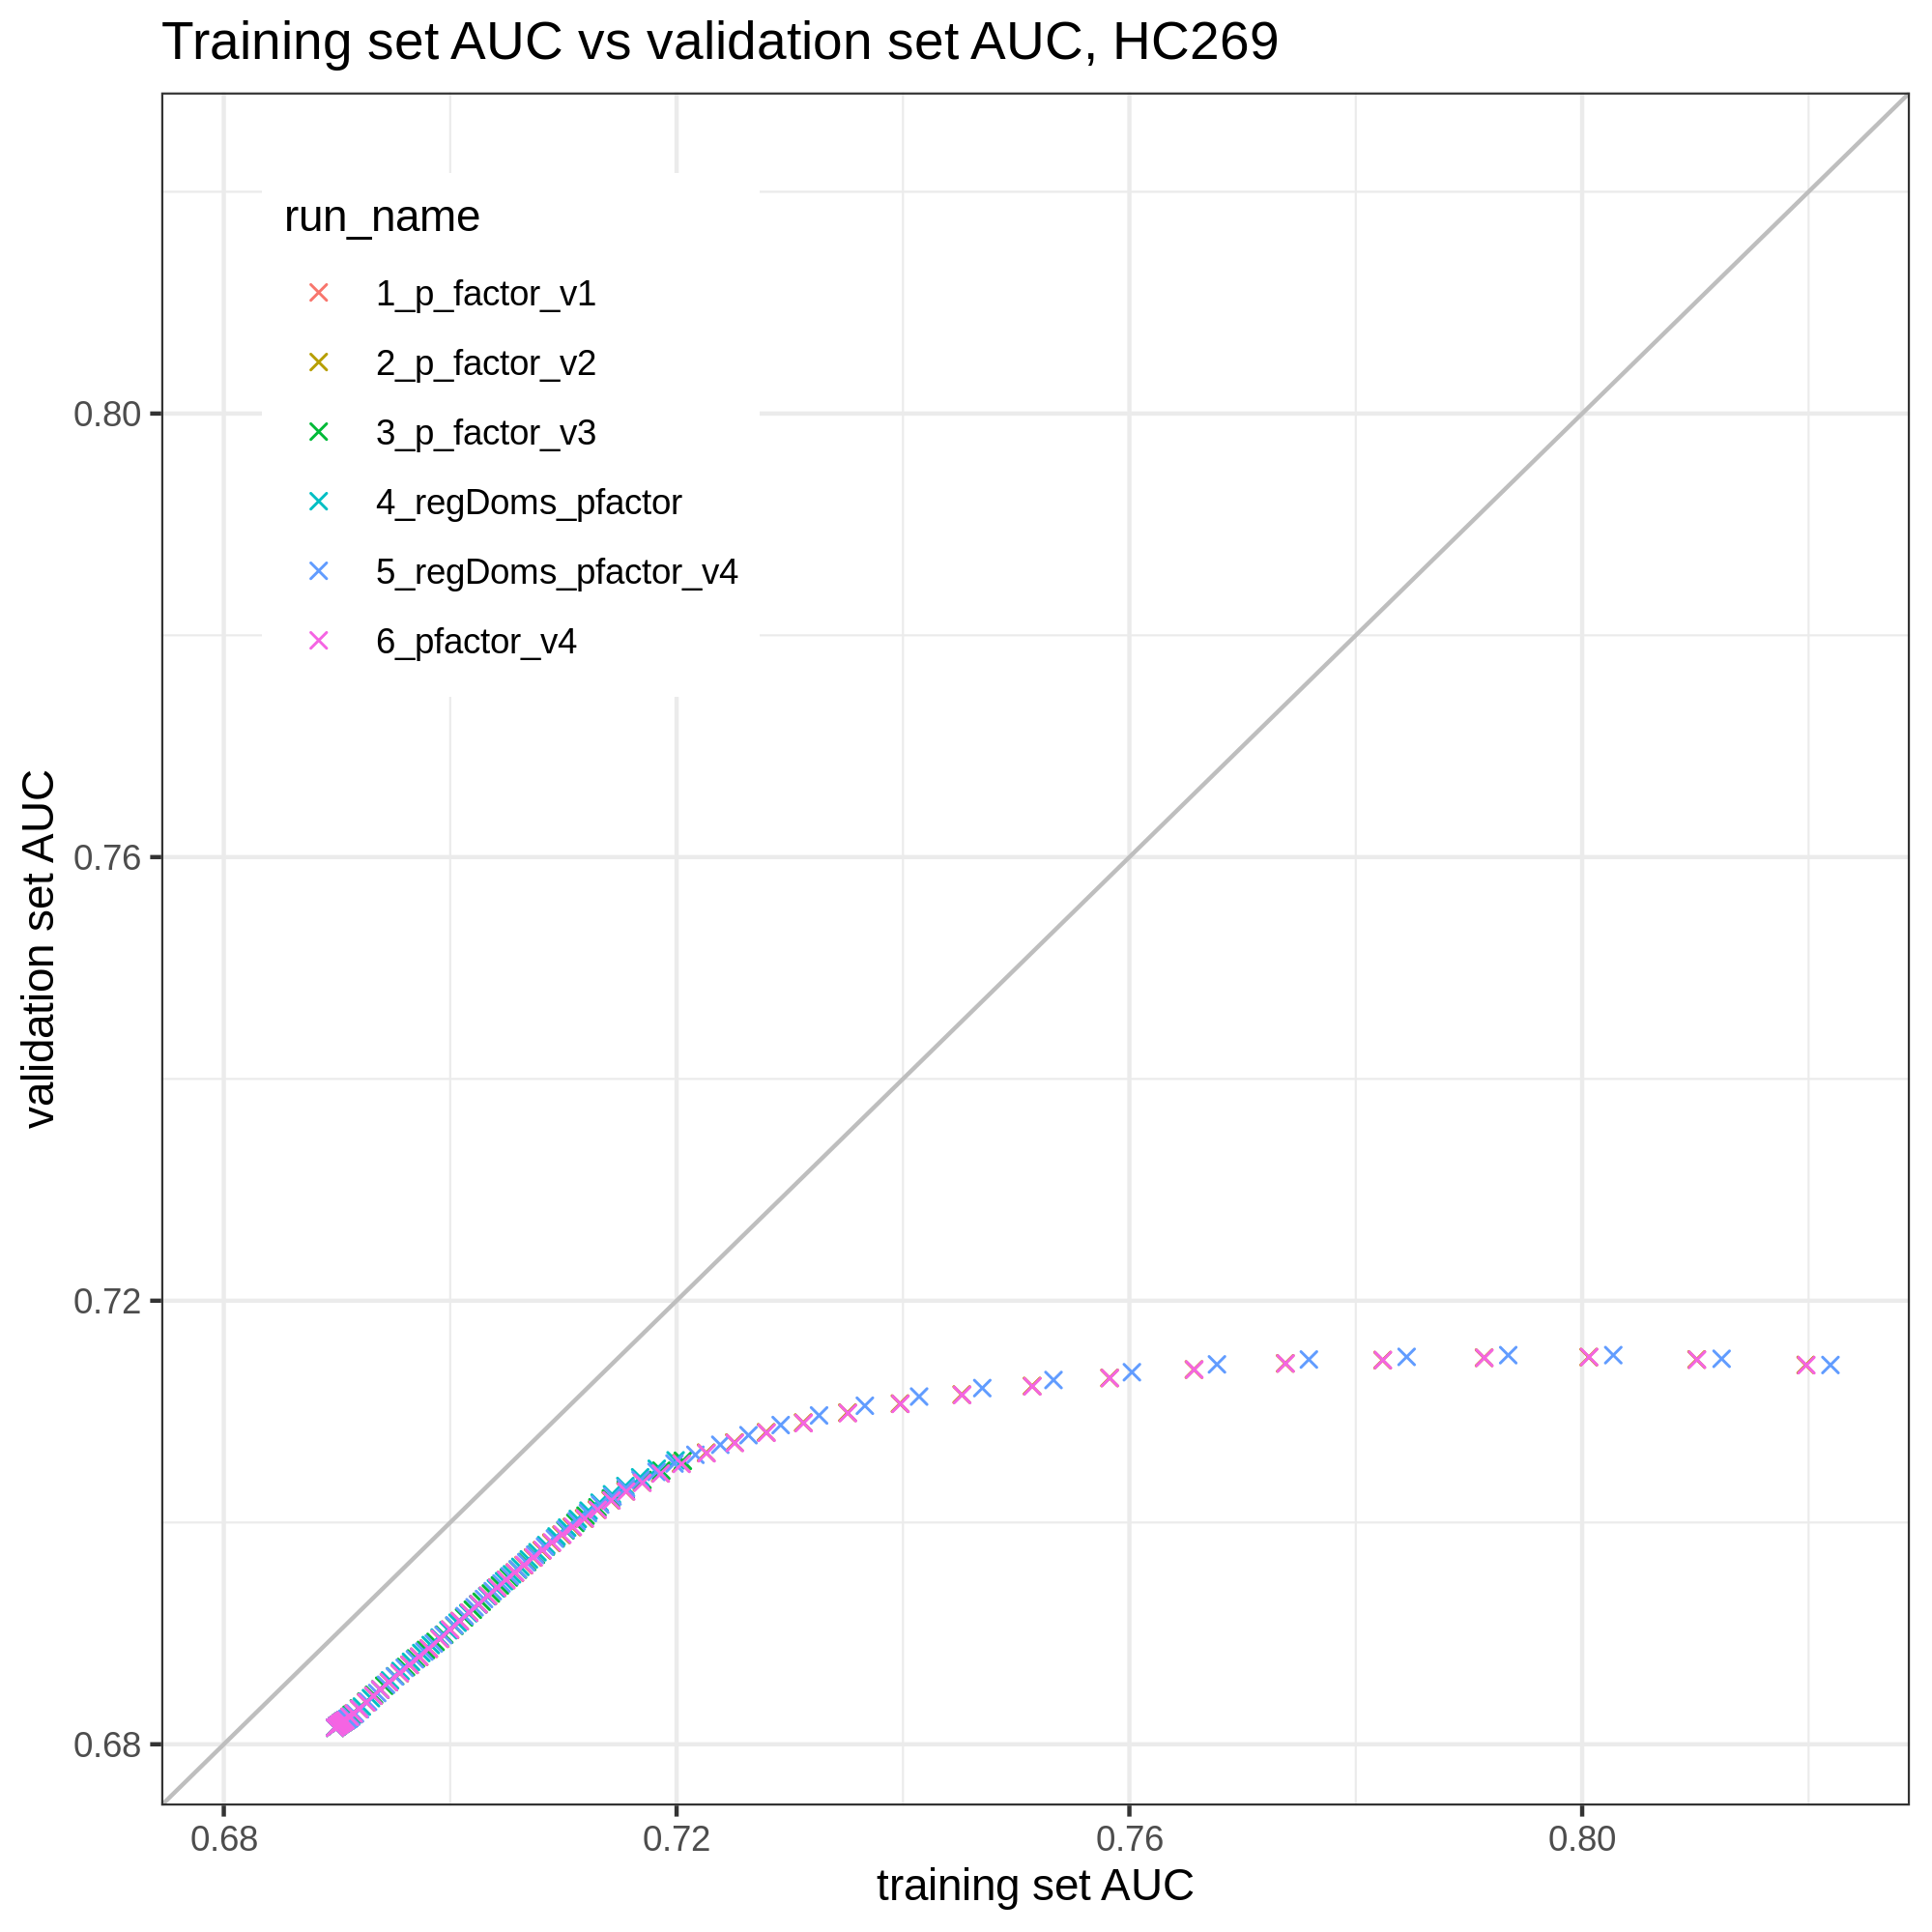 Training set AUC vs validation set AUC, HC269
run_name
1_p_factor_v1
2_p_factor_v2
3_p_factor_v3
4_regDoms_pfactor
5_regDoms_pfactor_v4
6_pfactor_v4
validation set AUC
0.80
0.76
0.72
0.68
0.68 0.72 0.76 0.80
training set AUC